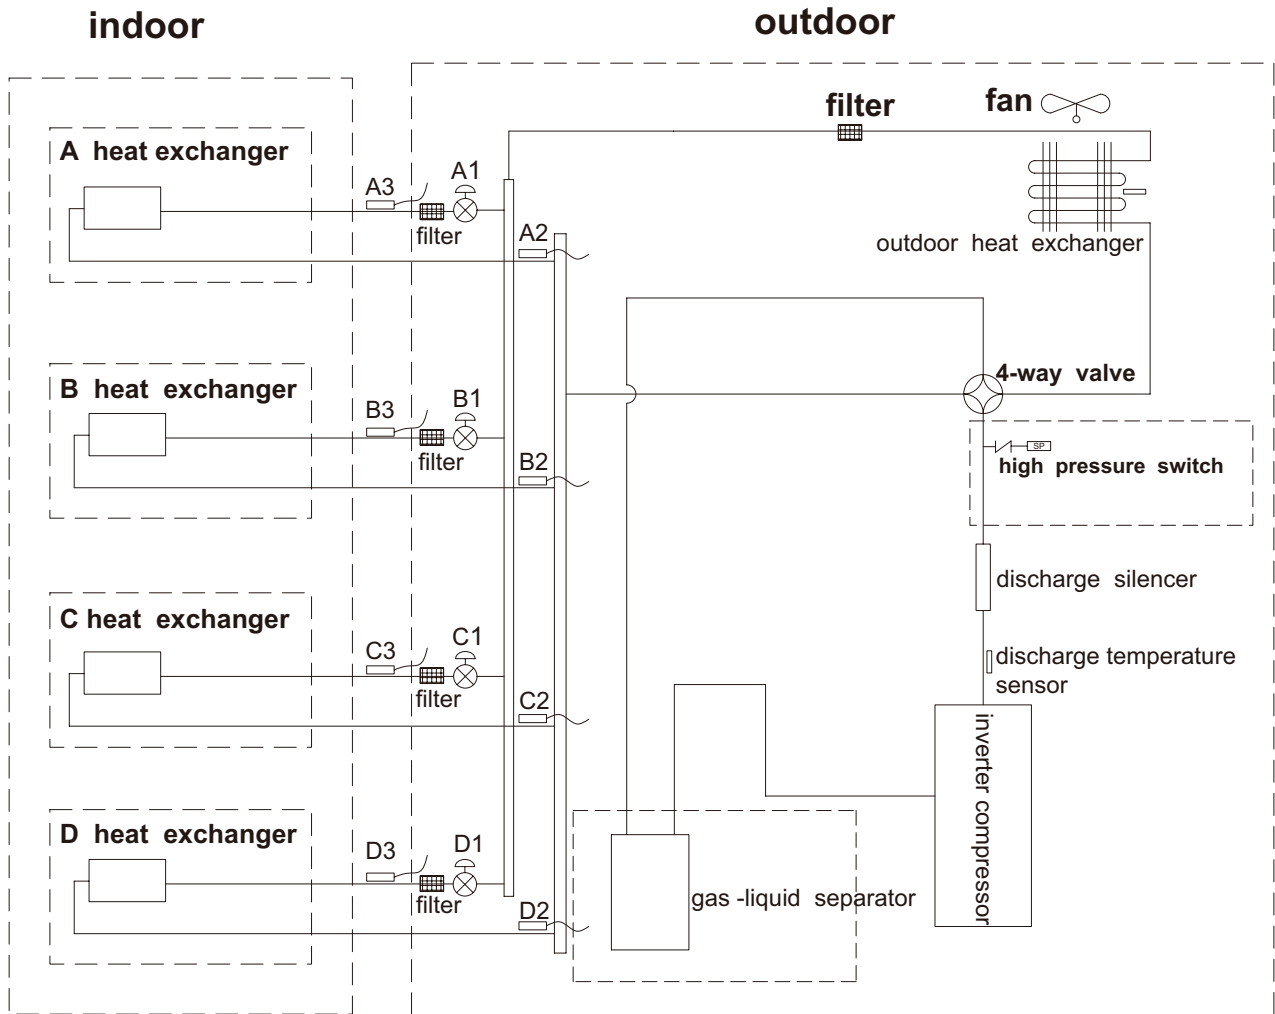 indoor
outdoor
filter
fan
A heat exchanger
A3
A1
filter
A2
outdoor heat exchanger
4-way valve
B heat exchanger
B3
B1
filter
B2
SP
high pressure switch
discharge silencer
C heat exchanger
C3
C1
filter
C2
discharge temperature
sensor
inverter compressor
D heat exchanger
D3
D1
filter
D2
gas -liquid separator